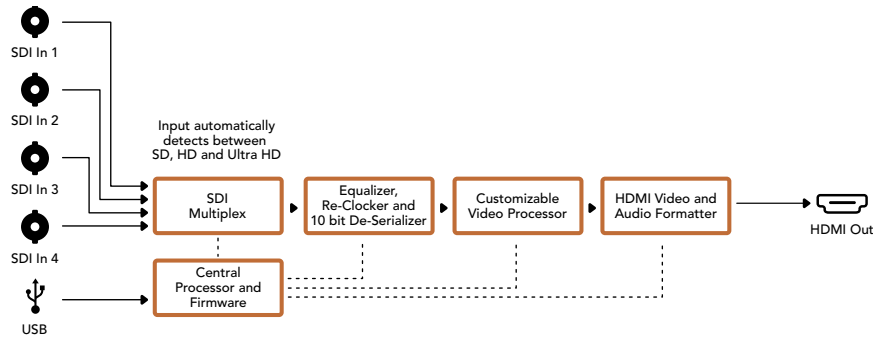 SDI In 1
SDI In 2
SDI In 3
SDI In 4
USB
Input automatically
detects between
SD, HD and Ultra HD
SDI
Multiplex
Equalizer,
Re-Clocker and
10 bit De-Serializer
Customizable
Video Processor
HDMI Video and
Audio Formatter
HDMI Out
Central
Processor and
Firmware